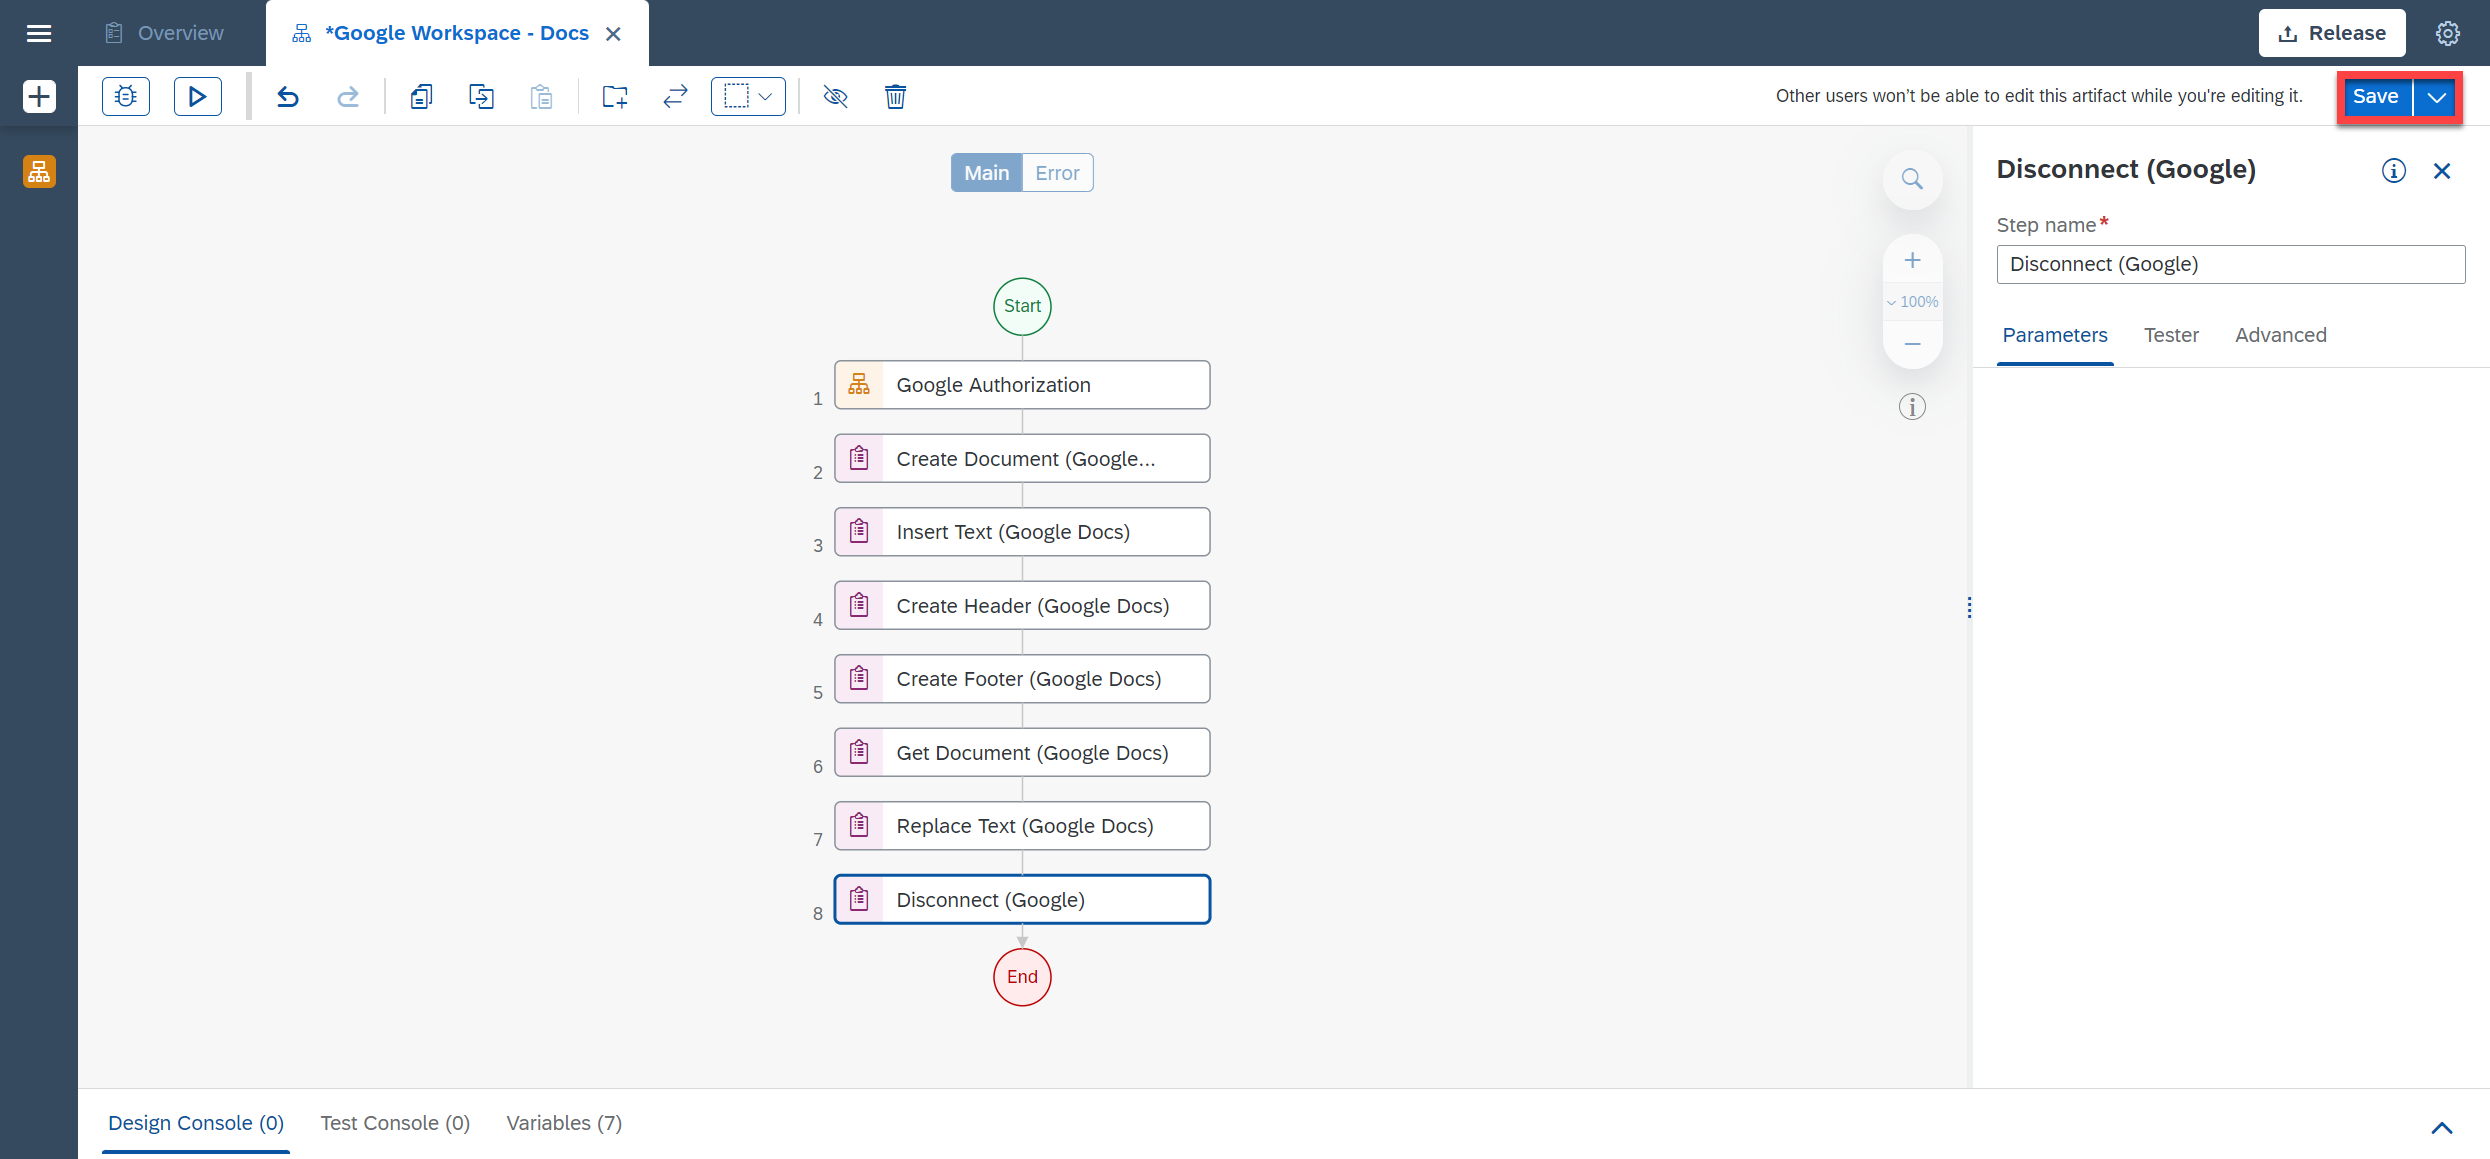 Overview
*Google Workspace - Docs
Release
Other users won't be able to edit this artifact while you're editing it.
Save
Main
Error
100%
Start
1
Google Authorization
2
Create Document (Google...
3
Insert Text (Google Docs)
4
Create Header (Google Docs)
5
Create Footer (Google Docs)
6
Get Document (Google Docs)
7
Replace Text (Google Docs)
8
Disconnect (Google)
End
Disconnect (Google)
Step name*
Disconnect (Google)
Parameters
Tester
Advanced
Design Console (0)
Test Console (0)
Variables (7)